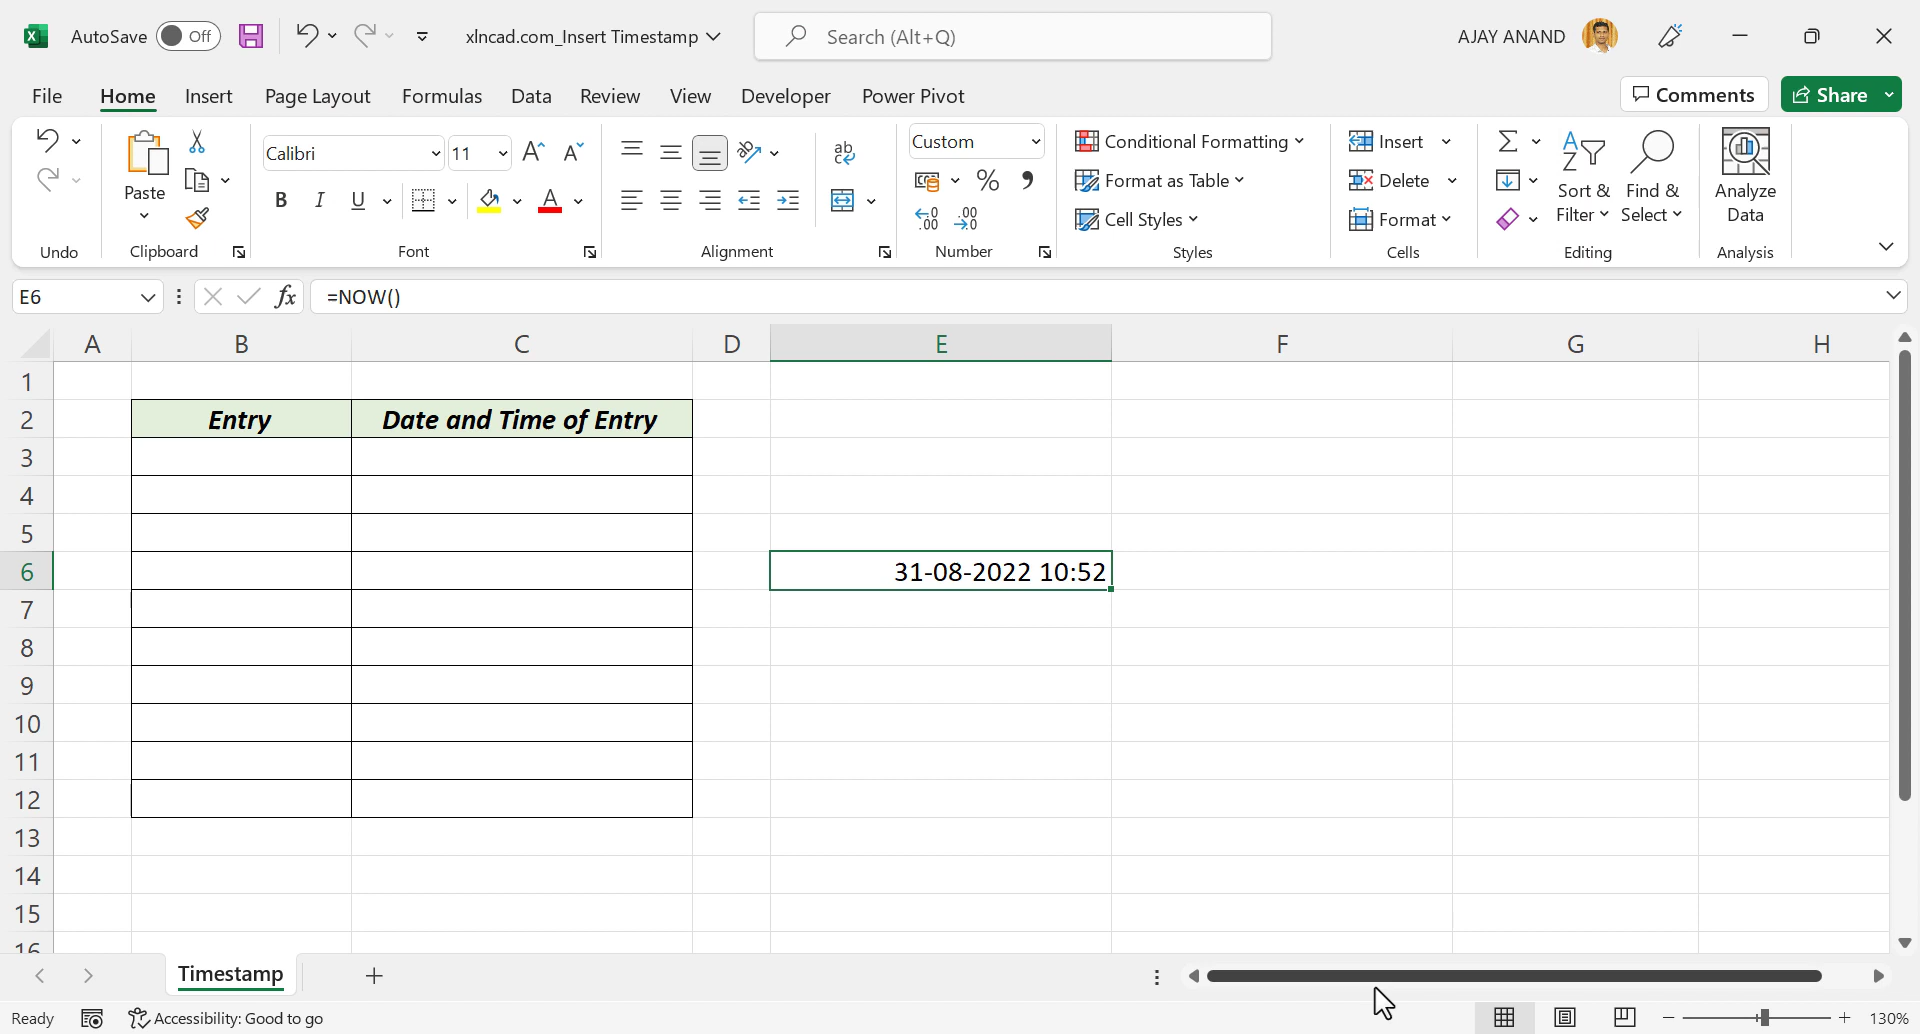 AutoSave Off xlncad.com_Insert Timestamp Search (Alt+Q) AJAY ANAND
File Home Insert Page Layout Formulas Data Review View Developer Power Pivot Comments Share
Calibri 11 Custom Conditional Formatting Insert
Paste Format as Table Delete Sort & Filter Find & Select Analyze Data
Cell Styles Format
Undo Clipboard Font Alignment Number Styles Cells Editing Analysis
E6 fx =NOW()
A B C D E F G H
1
2 Entry Date and Time of Entry
3
4
5
6 31-08-2022 10:52
7
8
9
10
11
12
13
14
15
16
Timestamp
Ready Accessibility: Good to go 130%